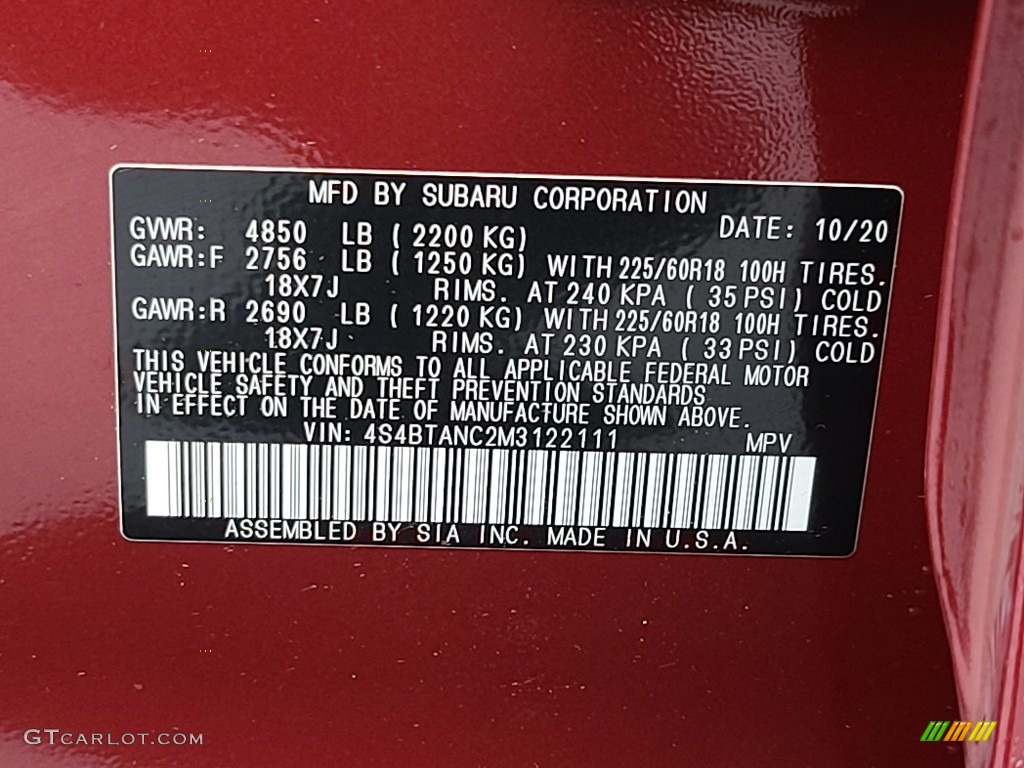 MFD BY SUBARU CORPORATION
GVWR: 4850 LB ( 2200 KG) DATE: 10/20
GAWR:F 2756 LB ( 1250 KG) WITH 225/60R18 100H TIRES.
18X7J RIMS. AT 240 KPA ( 35 PSI) COLD
GAWR:R 2690 LB ( 1220 KG) WITH 225/60R18 100H TIRES.
18X7J RIMS. AT 230 KPA ( 33 PSI) COLD
THIS VEHICLE CONFORMS TO ALL APPLICABLE FEDERAL MOTOR
VEHICLE SAFETY AND THEFT PREVENTION STANDARDS
IN EFFECT ON THE DATE OF MANUFACTURE SHOWN ABOVE.
VIN: 4S4BTANC2M3122111 MPV
ASSEMBLED BY SIA INC. MADE IN U.S.A.
GTcarlot.com